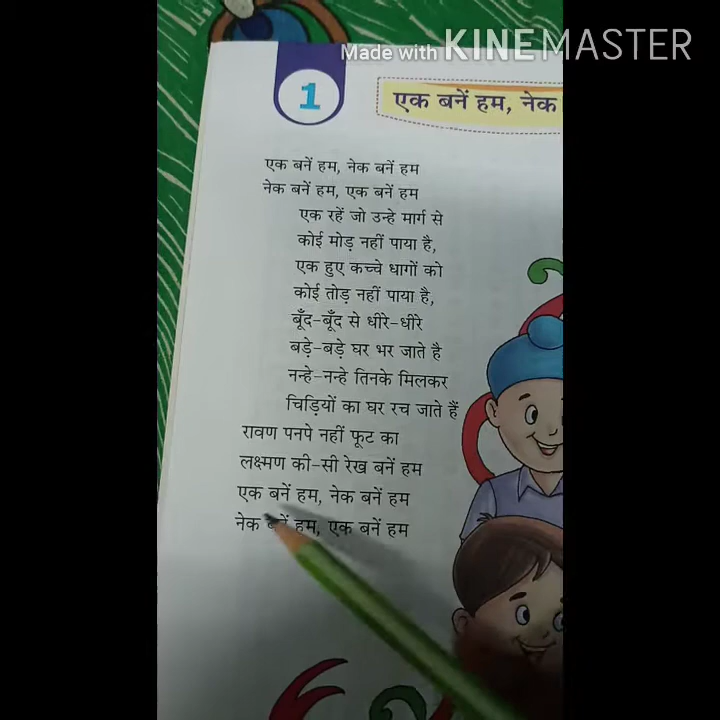 Made with KINEMASTER
1
एक बनें हम, नेक
एक बनें हम, नेक बनें हम
नेक बनें हम, एक बनें हम
एक रहें जो उन्हे मार्ग से
कोई मोड़ नहीं पाया है,
एक हुए कच्चे धागों को
कोई तोड़ नहीं पाया है,
बूँद-बूँद से धीरे-धीरे
बड़े-बड़े घर भर जाते है
नन्हे-नन्हे तिनके मिलकर
चिड़ियों का घर रच जाते हैं
रावण पनपे नहीं फूट का
लक्ष्मण की-सी रेख बनें हम
एक बनें हम, नेक बनें हम
नेक बनें हम, एक बनें हम